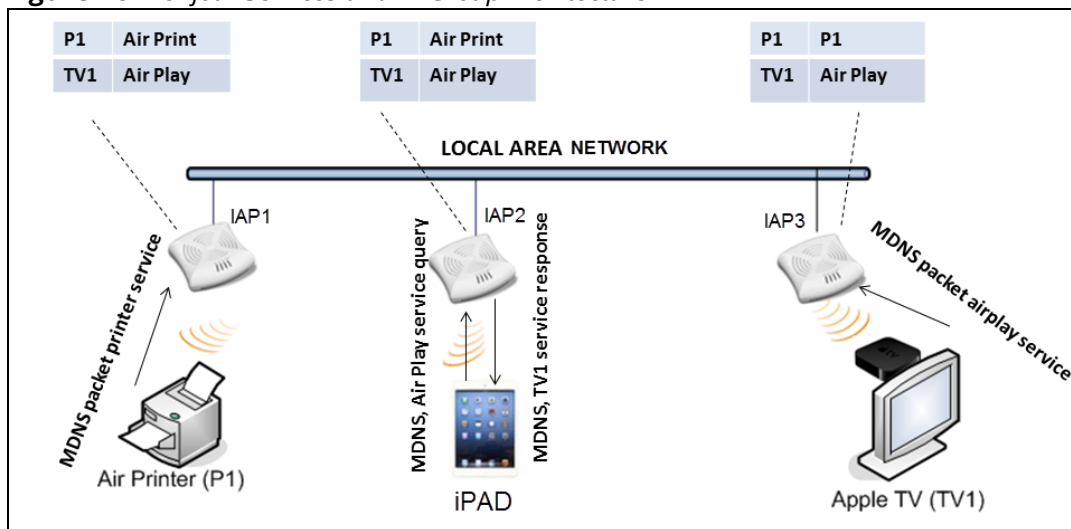 P1 Air Print
TV1 Air Play
P1 Air Print
TV1 Air Play
P1 P1
TV1 Air Play
LOCAL AREA NETWORK
IAP1
IAP2
IAP3
MDNS packet printer service
MDNS, Air Play service query
MDNS, TV1 service response
MDNS packet airplay service
tv
Air Printer (P1)
iPAD
Apple TV (TV1)